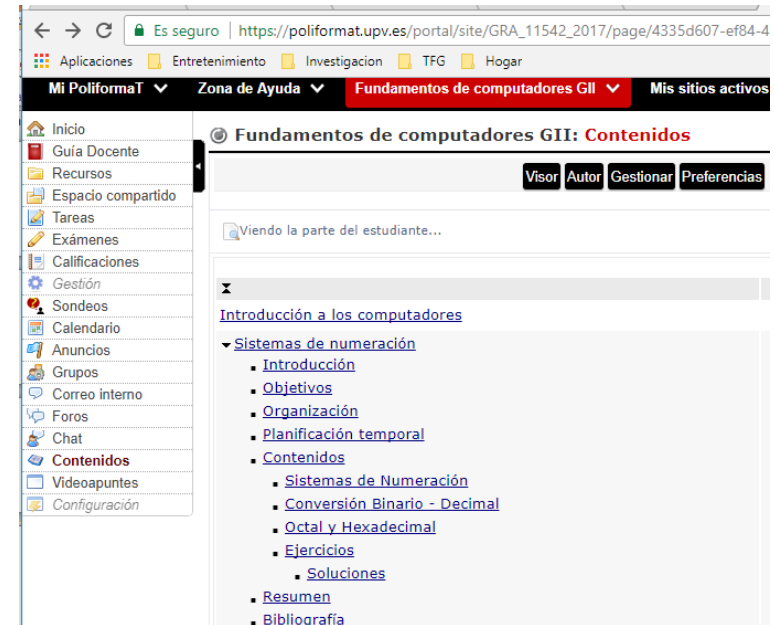 Es seguro | https://poliformat.upv.es/portal/site/GRA_11542_2017/page/4335d607-ef84-4
Aplicaciones Entretenimiento Investigacion TFG Hogar
Mi PoliformaT Zona de Ayuda Fundamentos de computadores GII Mis sitios activos
Inicio
Guía Docente
Recursos
Espacio compartido
Tareas
Exámenes
Calificaciones
Gestión
Sondeos
Calendario
Anuncios
Grupos
Correo interno
Foros
Chat
Contenidos
Videoapuntes
Configuración
Fundamentos de computadores GII: Contenidos
Visor Autor Gestionar Preferencias
Viendo la parte del estudiante...
Introducción a los computadores
Sistemas de numeración
Introducción
Objetivos
Organización
Planificación temporal
Contenidos
Sistemas de Numeración
Conversión Binario - Decimal
Octal y Hexadecimal
Ejercicios
Soluciones
Resumen
Bibliografía